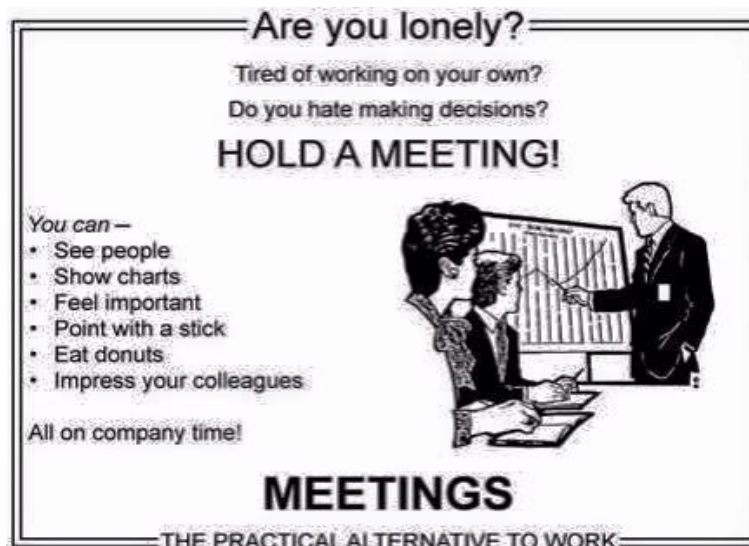 Are you lonely?
Tired of working on your own?
Do you hate making decisions?
HOLD A MEETING!
You can –
• See people
• Show charts
• Feel important
• Point with a stick
• Eat donuts
• Impress your colleagues
All on company time!
MEETINGS
THE PRACTICAL ALTERNATIVE TO WORK